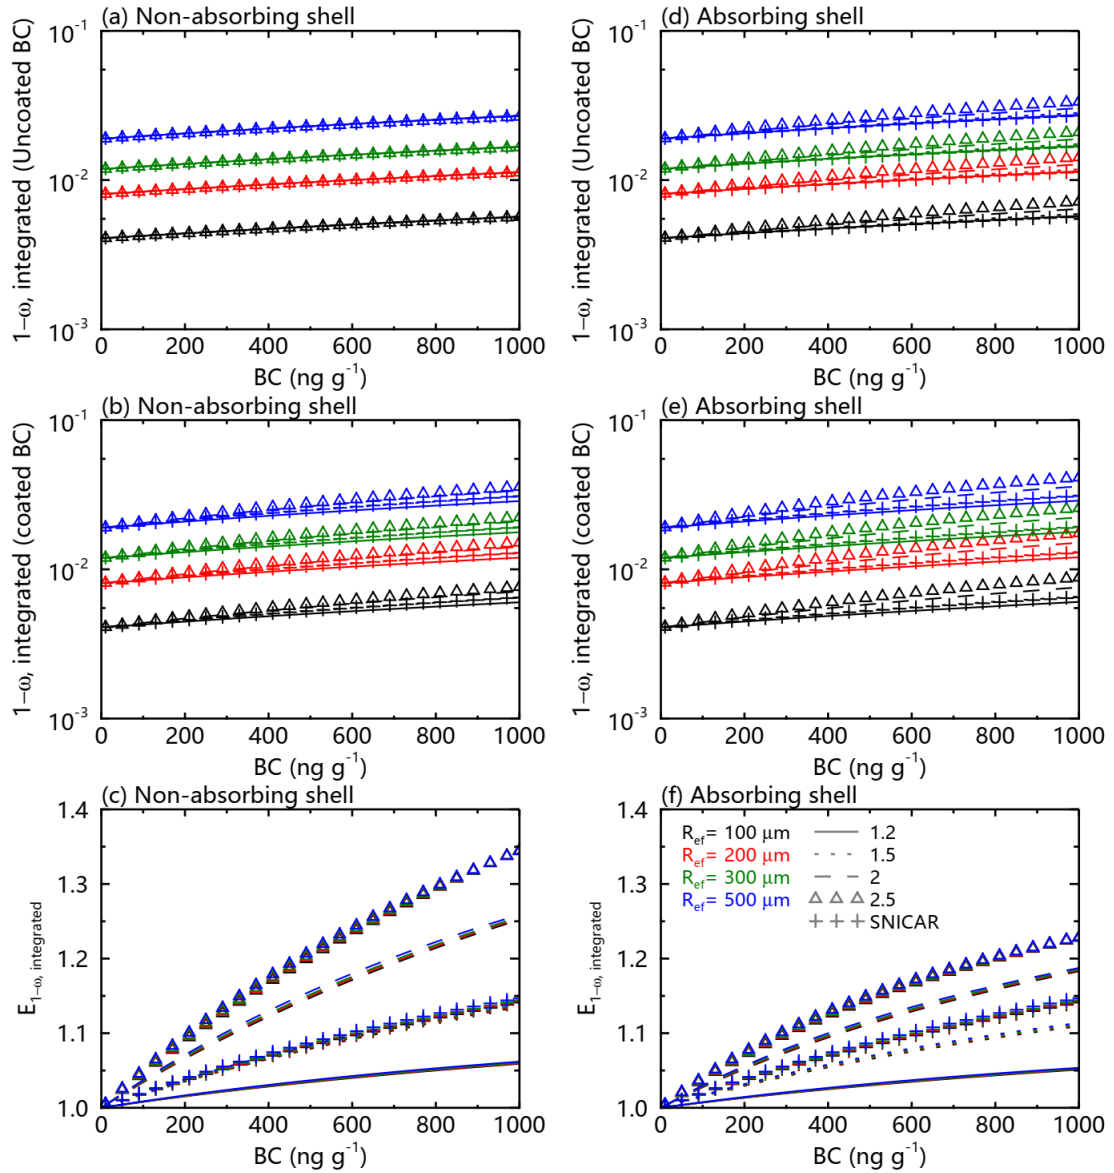 (a) Non-absorbing shell
10⁻¹
10⁻²
10⁻³
1−ω, integrated (Uncoated BC)
0 200 400 600 800 1000
BC (ng g⁻¹)
(d) Absorbing shell
10⁻¹
10⁻²
10⁻³
1−ω, integrated (Uncoated BC)
0 200 400 600 800 1000
BC (ng g⁻¹)
(b) Non-absorbing shell
10⁻¹
10⁻²
10⁻³
1−ω, integrated (coated BC)
0 200 400 600 800 1000
BC (ng g⁻¹)
(e) Absorbing shell
10⁻¹
10⁻²
10⁻³
1−ω, integrated (coated BC)
0 200 400 600 800 1000
BC (ng g⁻¹)
(c) Non-absorbing shell
1.4
1.3
1.2
1.1
1.0
E1−ω, integrated
0 200 400 600 800 1000
BC (ng g⁻¹)
(f) Absorbing shell
1.4
1.3
1.2
1.1
1.0
E1−ω, integrated
Ref= 100 μm
Ref= 200 μm
Ref= 300 μm
Ref= 500 μm
1.2
1.5
2
2.5
SNICAR
0 200 400 600 800 1000
BC (ng g⁻¹)